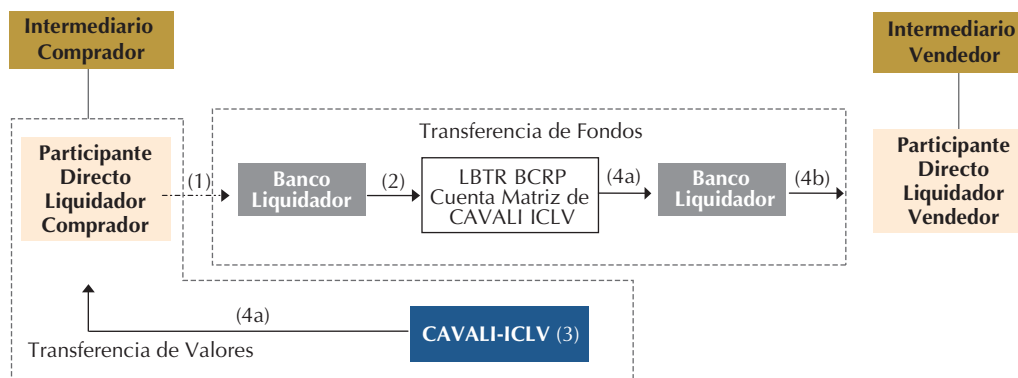 Intermediario
Comprador
Intermediario
Vendedor
Transferencia de Fondos
Participante
Directo
Liquidador
Comprador
(1)
Banco
Liquidador
(2)
LBTR BCRP
Cuenta Matriz de
CAVALI ICLV
(4a)
Banco
Liquidador
(4b)
Participante
Directo
Liquidador
Vendedor
(4a)
CAVALI-ICLV (3)
Transferencia de Valores